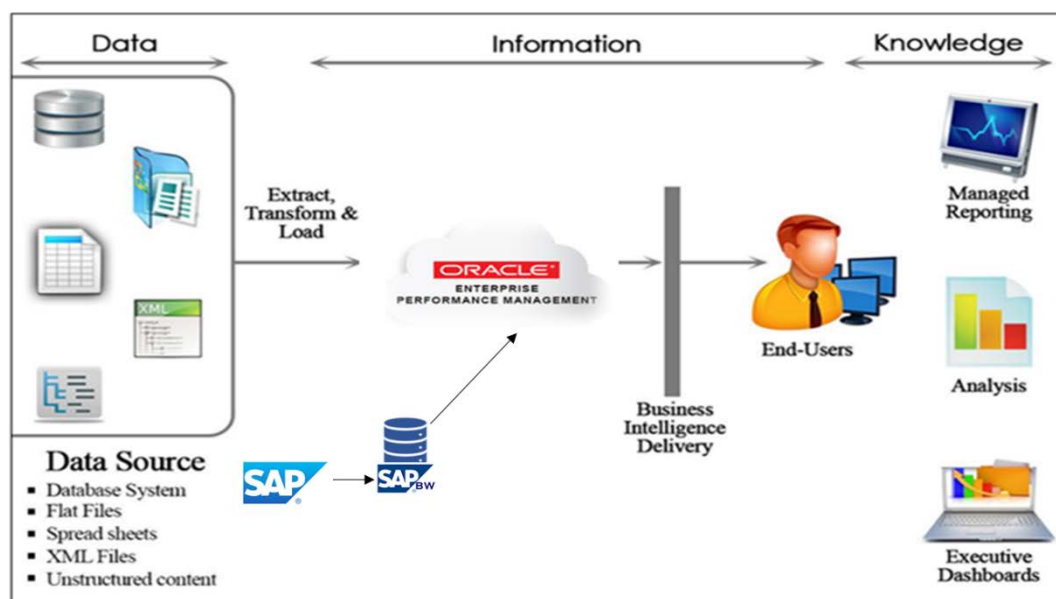 Data
Information
Knowledge
XML
Extract,
Transform &
Load
ORACLE®
ENTERPRISE
PERFORMANCE MANAGEMENT
End-Users
Business
Intelligence
Delivery
Managed
Reporting
Analysis
Executive
Dashboards
Data Source
▪ Database System
▪ Flat Files
▪ Spread sheets
▪ XML Files
▪ Unstructured content
SAP®
SAP® BW